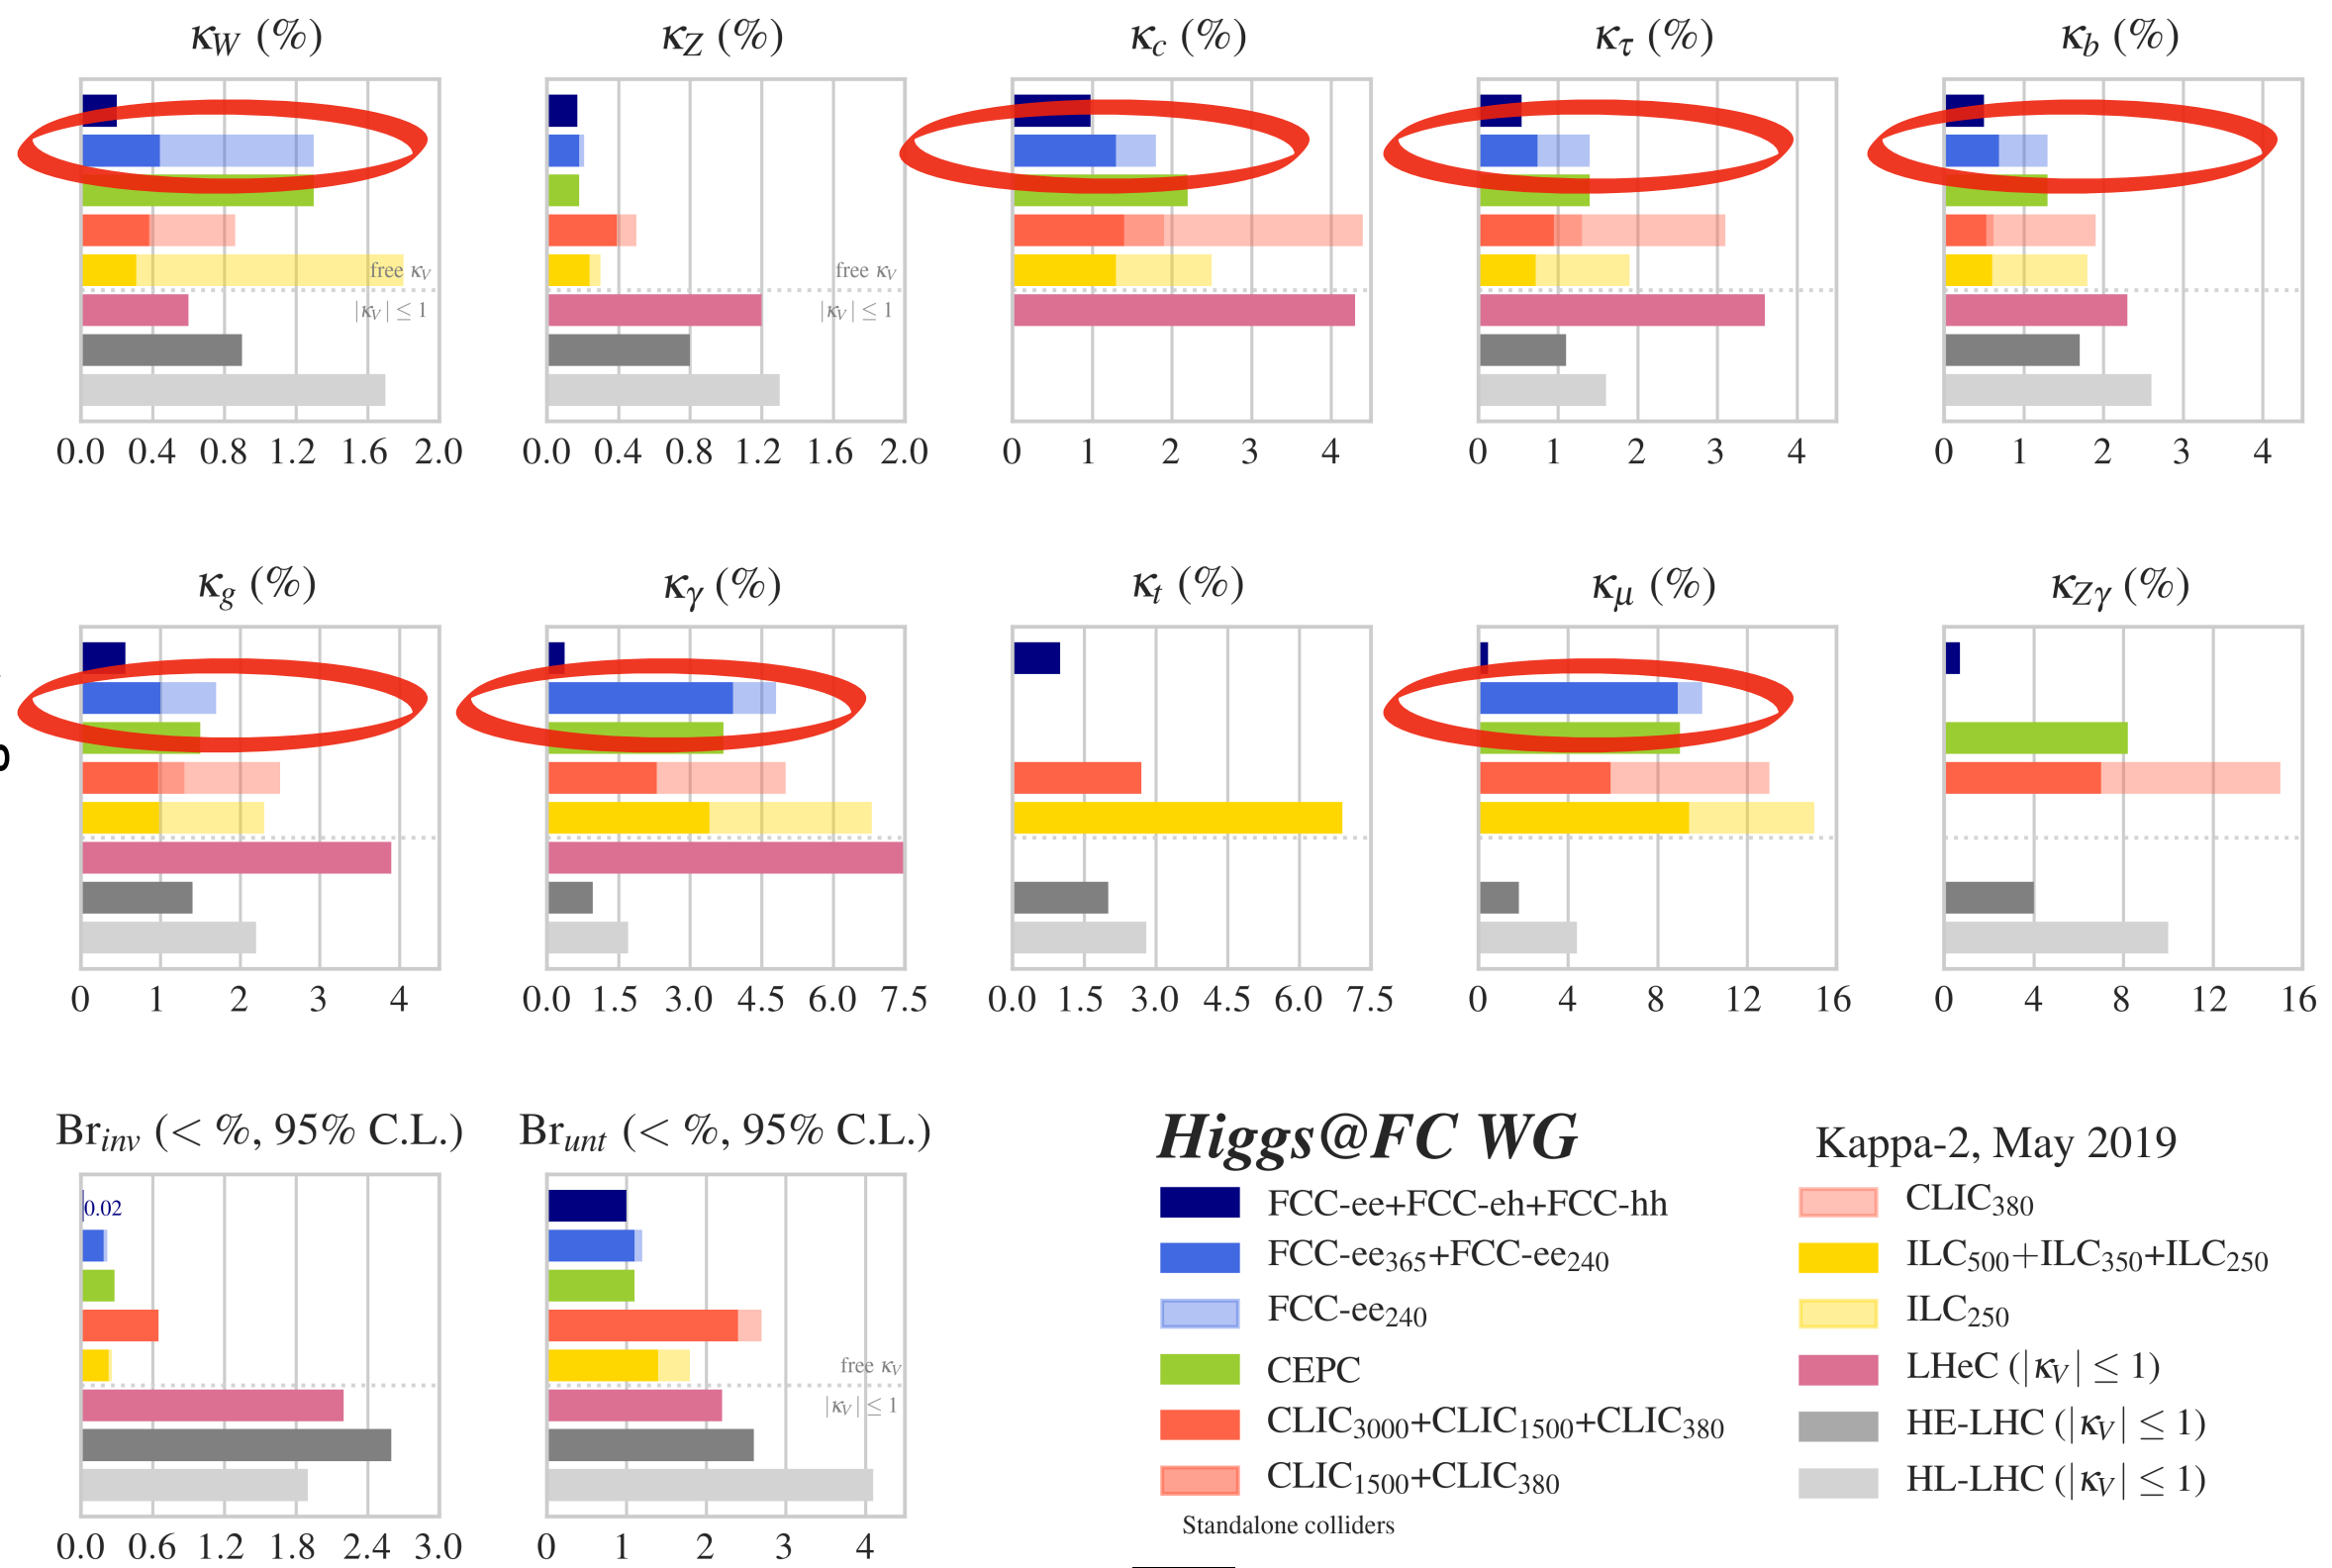 κW (%) κZ (%) κc (%) κτ (%) κb (%)
free κV free κV
|κV| ≤ 1 |κV| ≤ 1
0.0 0.4 0.8 1.2 1.6 2.0 0.0 0.4 0.8 1.2 1.6 2.0 0 1 2 3 4 0 1 2 3 4 0 1 2 3 4
κg (%) κγ (%) κt (%) κμ (%) κZγ (%)
0 1 2 3 4 0.0 1.5 3.0 4.5 6.0 7.5 0.0 1.5 3.0 4.5 6.0 7.5 0 4 8 12 16 0 4 8 12 16
Brinv (< %, 95% C.L.) Brunt (< %, 95% C.L.)
0.02
free κV
|κV| ≤ 1
0.0 0.6 1.2 1.8 2.4 3.0 0 1 2 3 4
Higgs@FC WG
Kappa-2, May 2019
FCC-ee+FCC-eh+FCC-hh
FCC-ee365+FCC-ee240
FCC-ee240
CEPC
CLIC3000+CLIC1500+CLIC380
CLIC1500+CLIC380
CLIC380
ILC500+ILC350+ILC250
ILC250
LHeC (|κV| ≤ 1)
HE-LHC (|κV| ≤ 1)
HL-LHC (|κV| ≤ 1)
Standalone colliders